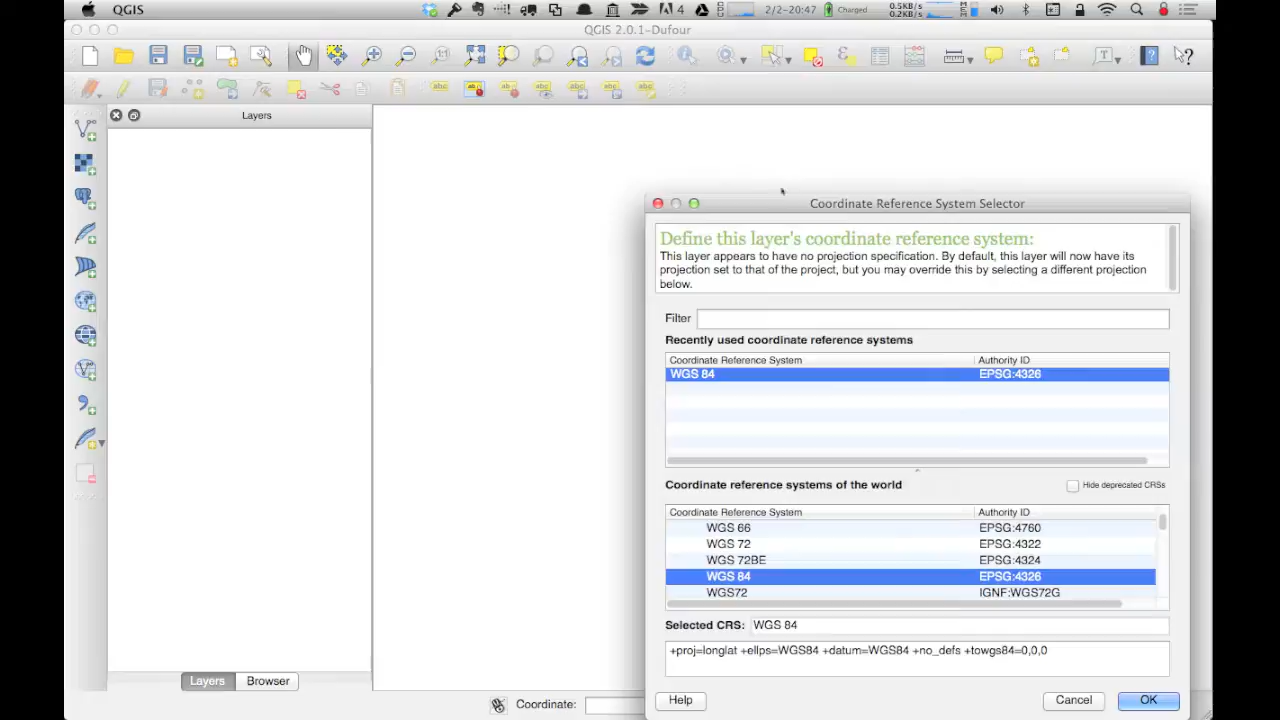 QGIS
4
2/2-20:47
Charged
0.5KB/s
0.2KB/s
QGIS 2.0.1-Dufour
Layers
Coordinate Reference System Selector
Define this layer's coordinate reference system:
This layer appears to have no projection specification. By default, this layer will now have its
projection set to that of the project, but you may override this by selecting a different projection
below.
Filter
Recently used coordinate reference systems
Coordinate Reference System Authority ID
WGS 84 EPSG:4326
Coordinate reference systems of the world Hide deprecated CRSs
Coordinate Reference System Authority ID
WGS 66 EPSG:4760
WGS 72 EPSG:4322
WGS 72BE EPSG:4324
WGS 84 EPSG:4326
WGS72 IGNF:WGS72G
Selected CRS: WGS 84
+proj=longlat +ellps=WGS84 +datum=WGS84 +no_defs +towgs84=0,0,0
Layers Browser
Coordinate:
Help Cancel OK